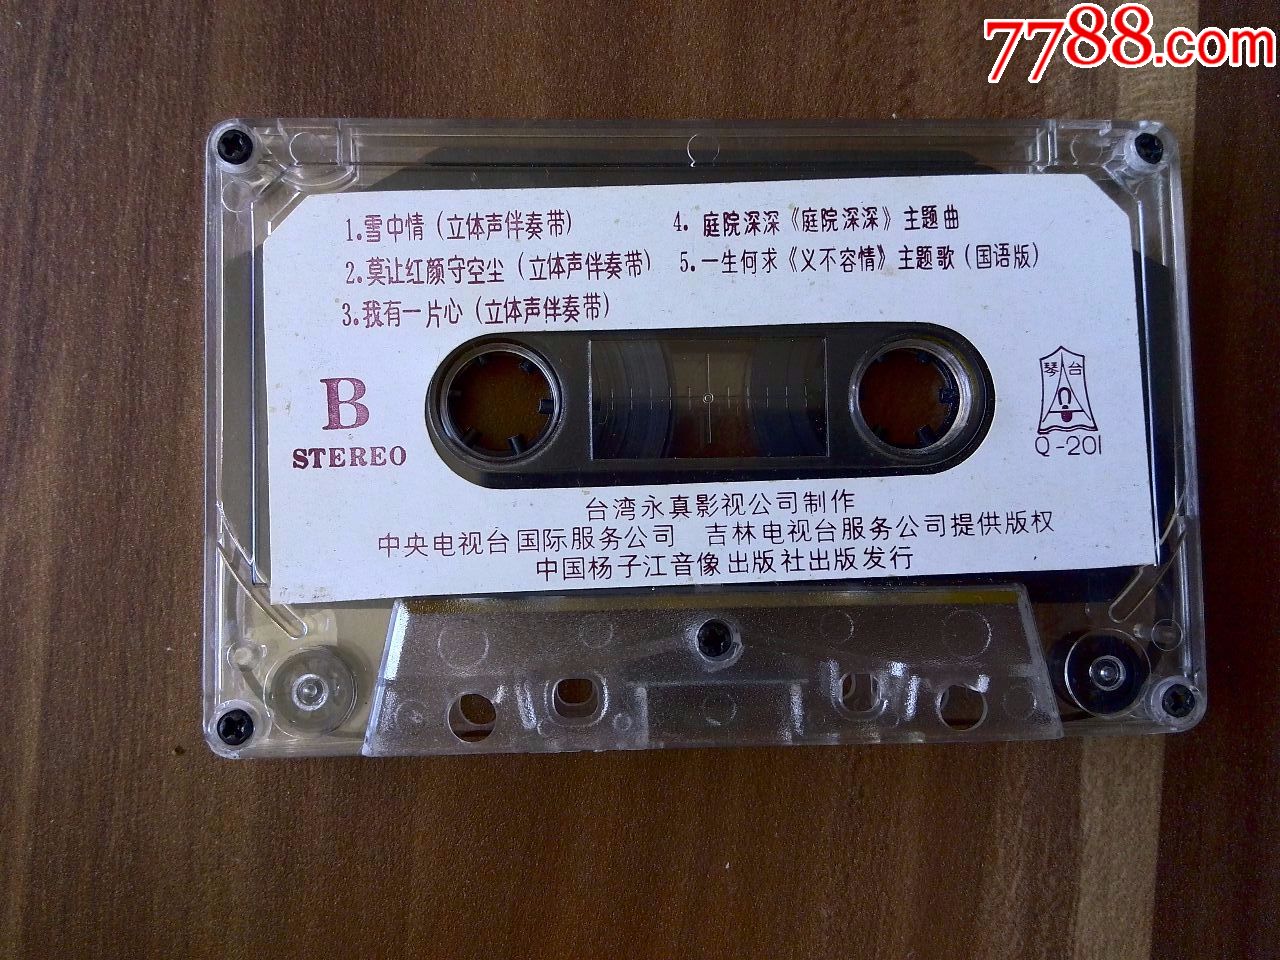 7788.com
1.雪中情(立体声伴奏带)
2.莫让红颜守空尘(立体声伴奏带)
3.我有一片心(立体声伴奏带)
4. 庭院深深《庭院深深》主题曲
5.一生何求《义不容情》主题歌(国语版)
B
STEREO
琴台
Q-201
台湾永真影视公司制作
中央电视台国际服务公司 吉林电视台服务公司提供版权
中国杨子江音像出版社出版发行